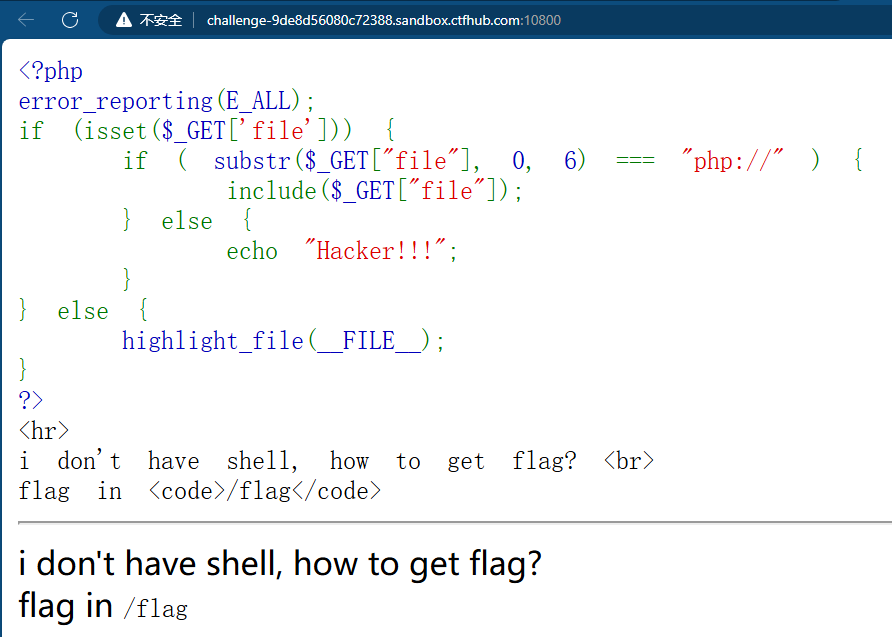 不安全 challenge-9de8d56080c72388.sandbox.ctfhub.com:10800
<?php
error_reporting(E_ALL);
if (isset($_GET['file'])) {
if ( substr($_GET["file"], 0, 6) === "php://" ) {
include($_GET["file"]);
} else {
echo "Hacker!!!";
}
} else {
highlight_file(__FILE__);
}
?>
<hr>
i don't have shell, how to get flag? <br>
flag in <code>/flag</code>
i don't have shell, how to get flag?
flag in /flag